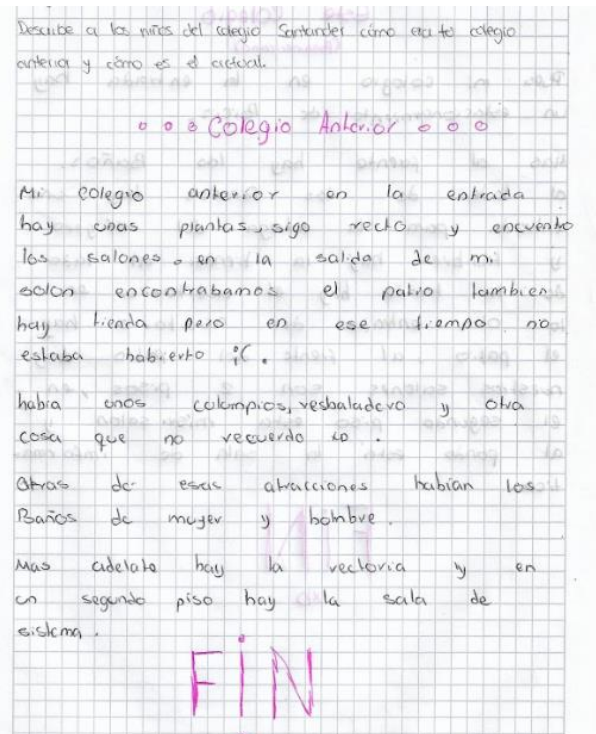 Describe a los niños del colegio Santander cómo era tú colegio
anterior y cómo es el actual.
o o o Colegio Anterior o o o
Mi colegio anterior en la entrada
hay unas plantas, sigo recto y encuentro
los salones. en la salida de mi
salon encontrabamos el patio tambien
hay tienda pero en ese tiempo no
estaba habierto :(.
habia unos columpios, resbaladero y otra
cosa que no recuerdo xD .
atras de esas atracciones habian los
Baños de mujer y hombre.
Mas adelate hay la rectoria y en
un segundo piso hay la sala de
sistema.
FIN